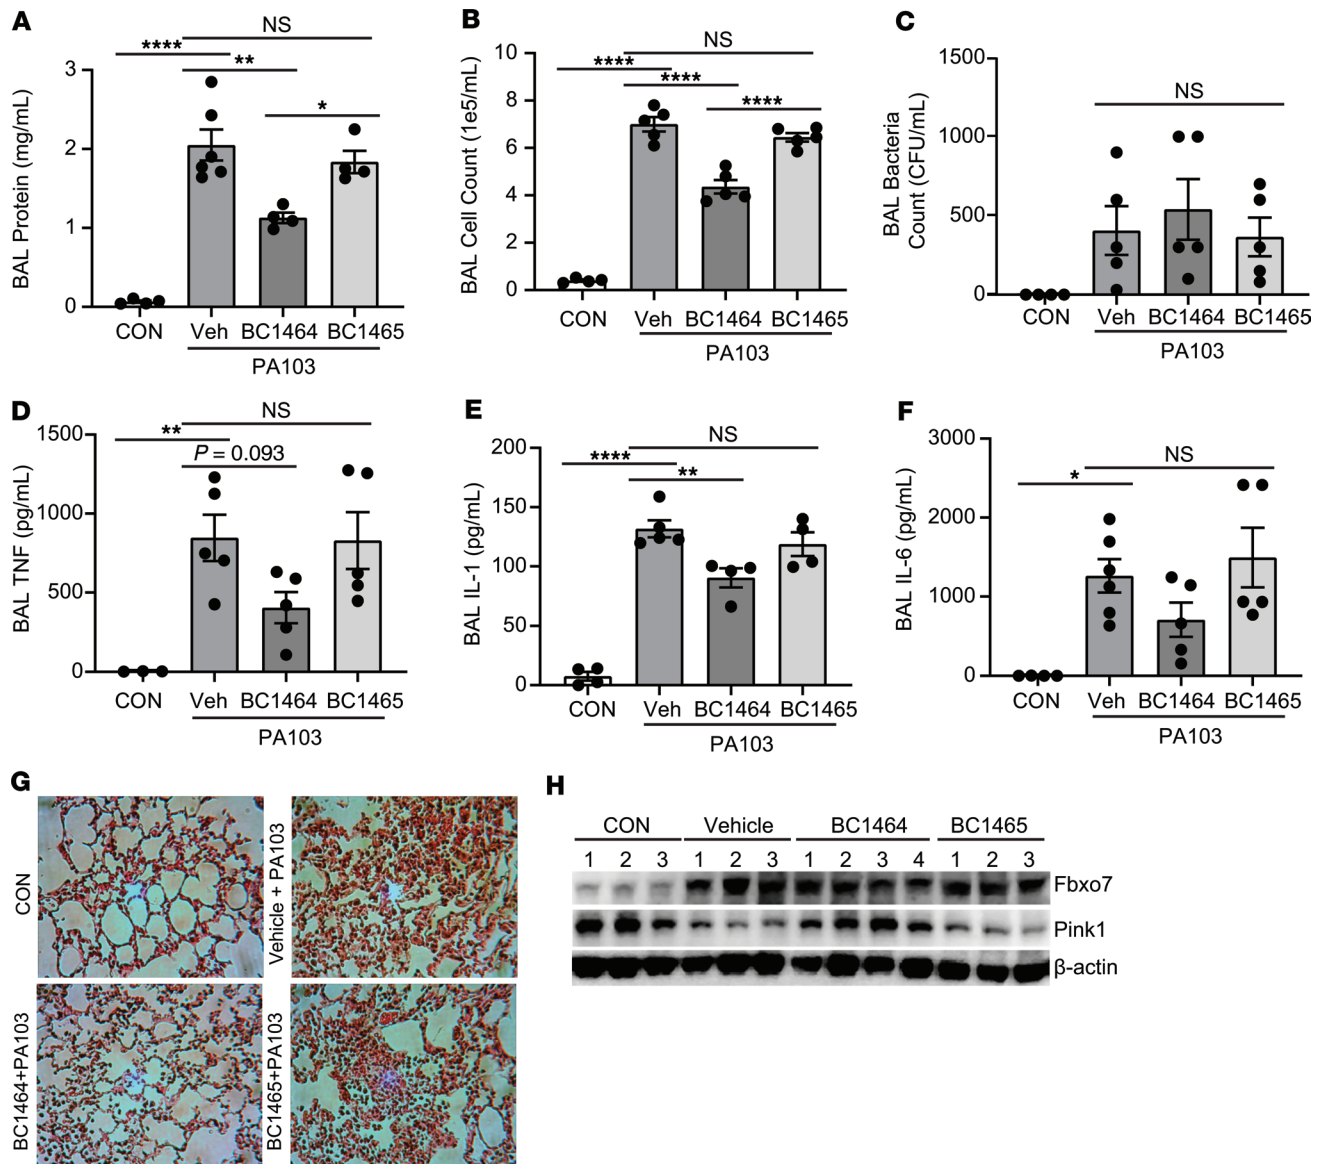 A
NS
****
**
*
BAL Protein (mg/mL)
3
2
1
0
CON
Veh
BC1464
BC1465
PA103
B
NS
****
****
****
BAL Cell Count (1e5/mL)
10
8
6
4
2
0
CON
Veh
BC1464
BC1465
PA103
C
NS
BAL Bacteria
Count (CFU/mL)
1500
1000
500
0
CON
Veh
BC1464
BC1465
PA103
D
NS
**
P = 0.093
BAL TNF (pg/mL)
1500
1000
500
0
CON
Veh
BC1464
BC1465
PA103
E
NS
****
**
BAL IL-1 (pg/mL)
200
150
100
50
0
CON
Veh
BC1464
BC1465
PA103
F
NS
*
BAL IL-6 (pg/mL)
3000
2000
1000
0
CON
Veh
BC1464
BC1465
PA103
G
CON
Vehicle + PA103
BC1464+PA103
BC1465+PA103
H
CON Vehicle BC1464 BC1465
1 2 3 1 2 3 1 2 3 4 1 2 3
Fbxo7
Pink1
β-actin